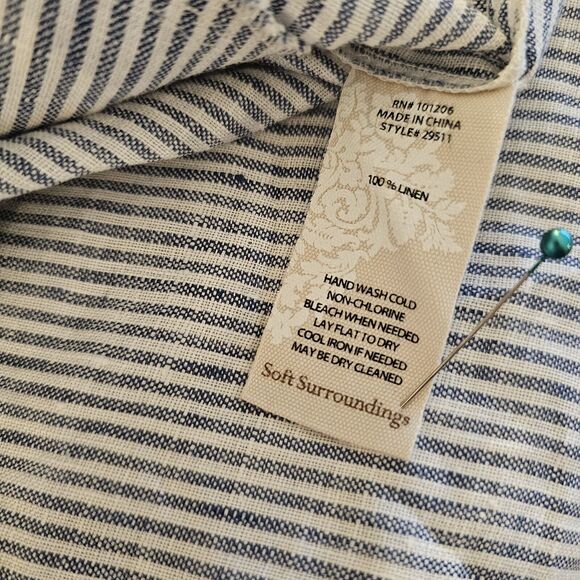 RN# 101206
MADE IN CHINA
STYLE# 29511
100 % LINEN
HAND WASH COLD
NON-CHLORINE
BLEACH WHEN NEEDED
LAY FLAT TO DRY
COOL IRON IF NEEDED
MAY BE DRY CLEANED
Soft Surroundings